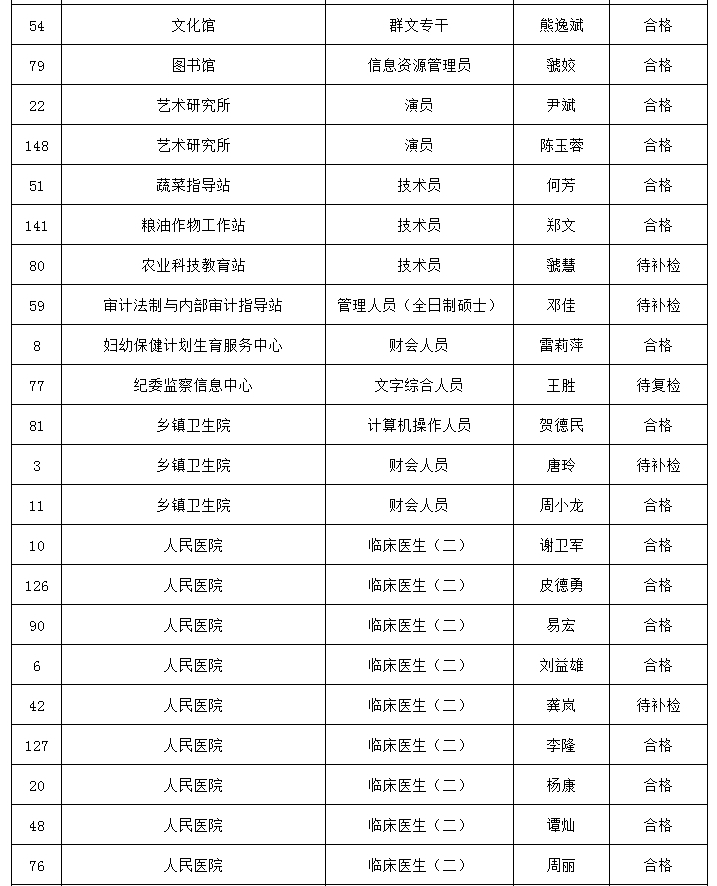 54 文化馆 群文专干 熊逸斌 合格
79 图书馆 信息资源管理员 虢姣 合格
22 艺术研究所 演员 尹斌 合格
148 艺术研究所 演员 陈玉蓉 合格
51 蔬菜指导站 技术员 何芳 合格
141 粮油作物工作站 技术员 郑文 合格
80 农业科技教育站 技术员 虢慧 待补检
59 审计法制与内部审计指导站 管理人员（全日制硕士） 邓佳 待补检
8 妇幼保健计划生育服务中心 财会人员 雷莉萍 合格
77 纪委监察信息中心 文字综合人员 王胜 待复检
81 乡镇卫生院 计算机操作人员 贺德民 合格
3 乡镇卫生院 财会人员 唐玲 待补检
11 乡镇卫生院 财会人员 周小龙 合格
10 人民医院 临床医生（二） 谢卫军 合格
126 人民医院 临床医生（二） 皮德勇 合格
90 人民医院 临床医生（二） 易宏 合格
6 人民医院 临床医生（二） 刘益雄 合格
42 人民医院 临床医生（二） 龚岚 待补检
127 人民医院 临床医生（二） 李隆 合格
20 人民医院 临床医生（二） 杨康 合格
48 人民医院 临床医生（二） 谭灿 合格
76 人民医院 临床医生（二） 周丽 合格